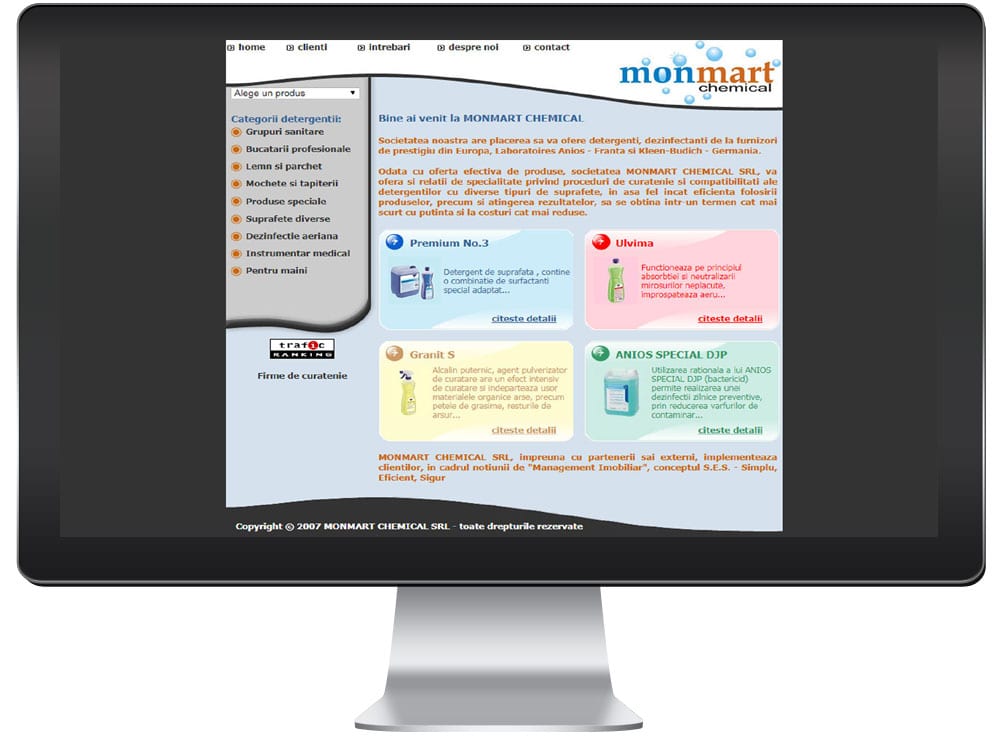 home clienti intrebari despre noi contact
monmart
chemical
Alege un produs
Categorii detergentii:
Grupuri sanitare
Bucatarii profesionale
Lemn si parchet
Mochete si tapiterii
Produse speciale
Suprafete diverse
Dezinfectie aeriana
Instrumentar medical
Pentru maini
trafic
RANKING
Firme de curatenie
Bine ai venit la MONMART CHEMICAL
Societatea noastra are placerea sa va ofere detergenti, dezinfectanti de la furnizori
de prestigiu din Europa, Laboratoires Anios - Franta si Kleen-Budich - Germania.
Odata cu oferta efectiva de produse, societatea MONMART CHEMICAL SRL, va
ofera si relatii de specialitate privind proceduri de curatenie si compatibilitati ale
detergentilor cu diverse tipuri de suprafete, in asa fel incat eficienta folosirii
produselor, precum si atingerea rezultatelor, sa se obtina intr-un termen cat mai
scurt cu putinta si la costuri cat mai reduse.
Premium No.3
Detergent de suprafata , contine
o combinatie de surfactanti
special adaptat...
citeste detalii
Ulvima
Functioneaza pe principiul
absorbtiei si neutralizarii
mirosurilor neplacute,
improspateaza aeru...
citeste detalii
Granit S
Alcalin puternic, agent pulverizator
de curatare are un efect intensiv
de curatare si indeparteaza usor
materialele organice arse, precum
petele de grasime, resturile de
arsur...
citeste detalii
ANIOS SPECIAL DJP
Utilizarea rationala a lui ANIOS
SPECIAL DJP (bactericid)
permite realizarea unei
dezinfectii zilnice preventive,
prin reducerea varfurilor de
contaminar...
citeste detalii
MONMART CHEMICAL SRL, impreuna cu partenerii sai externi, implementeaza
clientilor, in cadrul notiunii de "Management Imobiliar", conceptul S.E.S. - Simplu,
Eficient, Sigur
Copyright © 2007 MONMART CHEMICAL SRL - toate drepturile rezervate